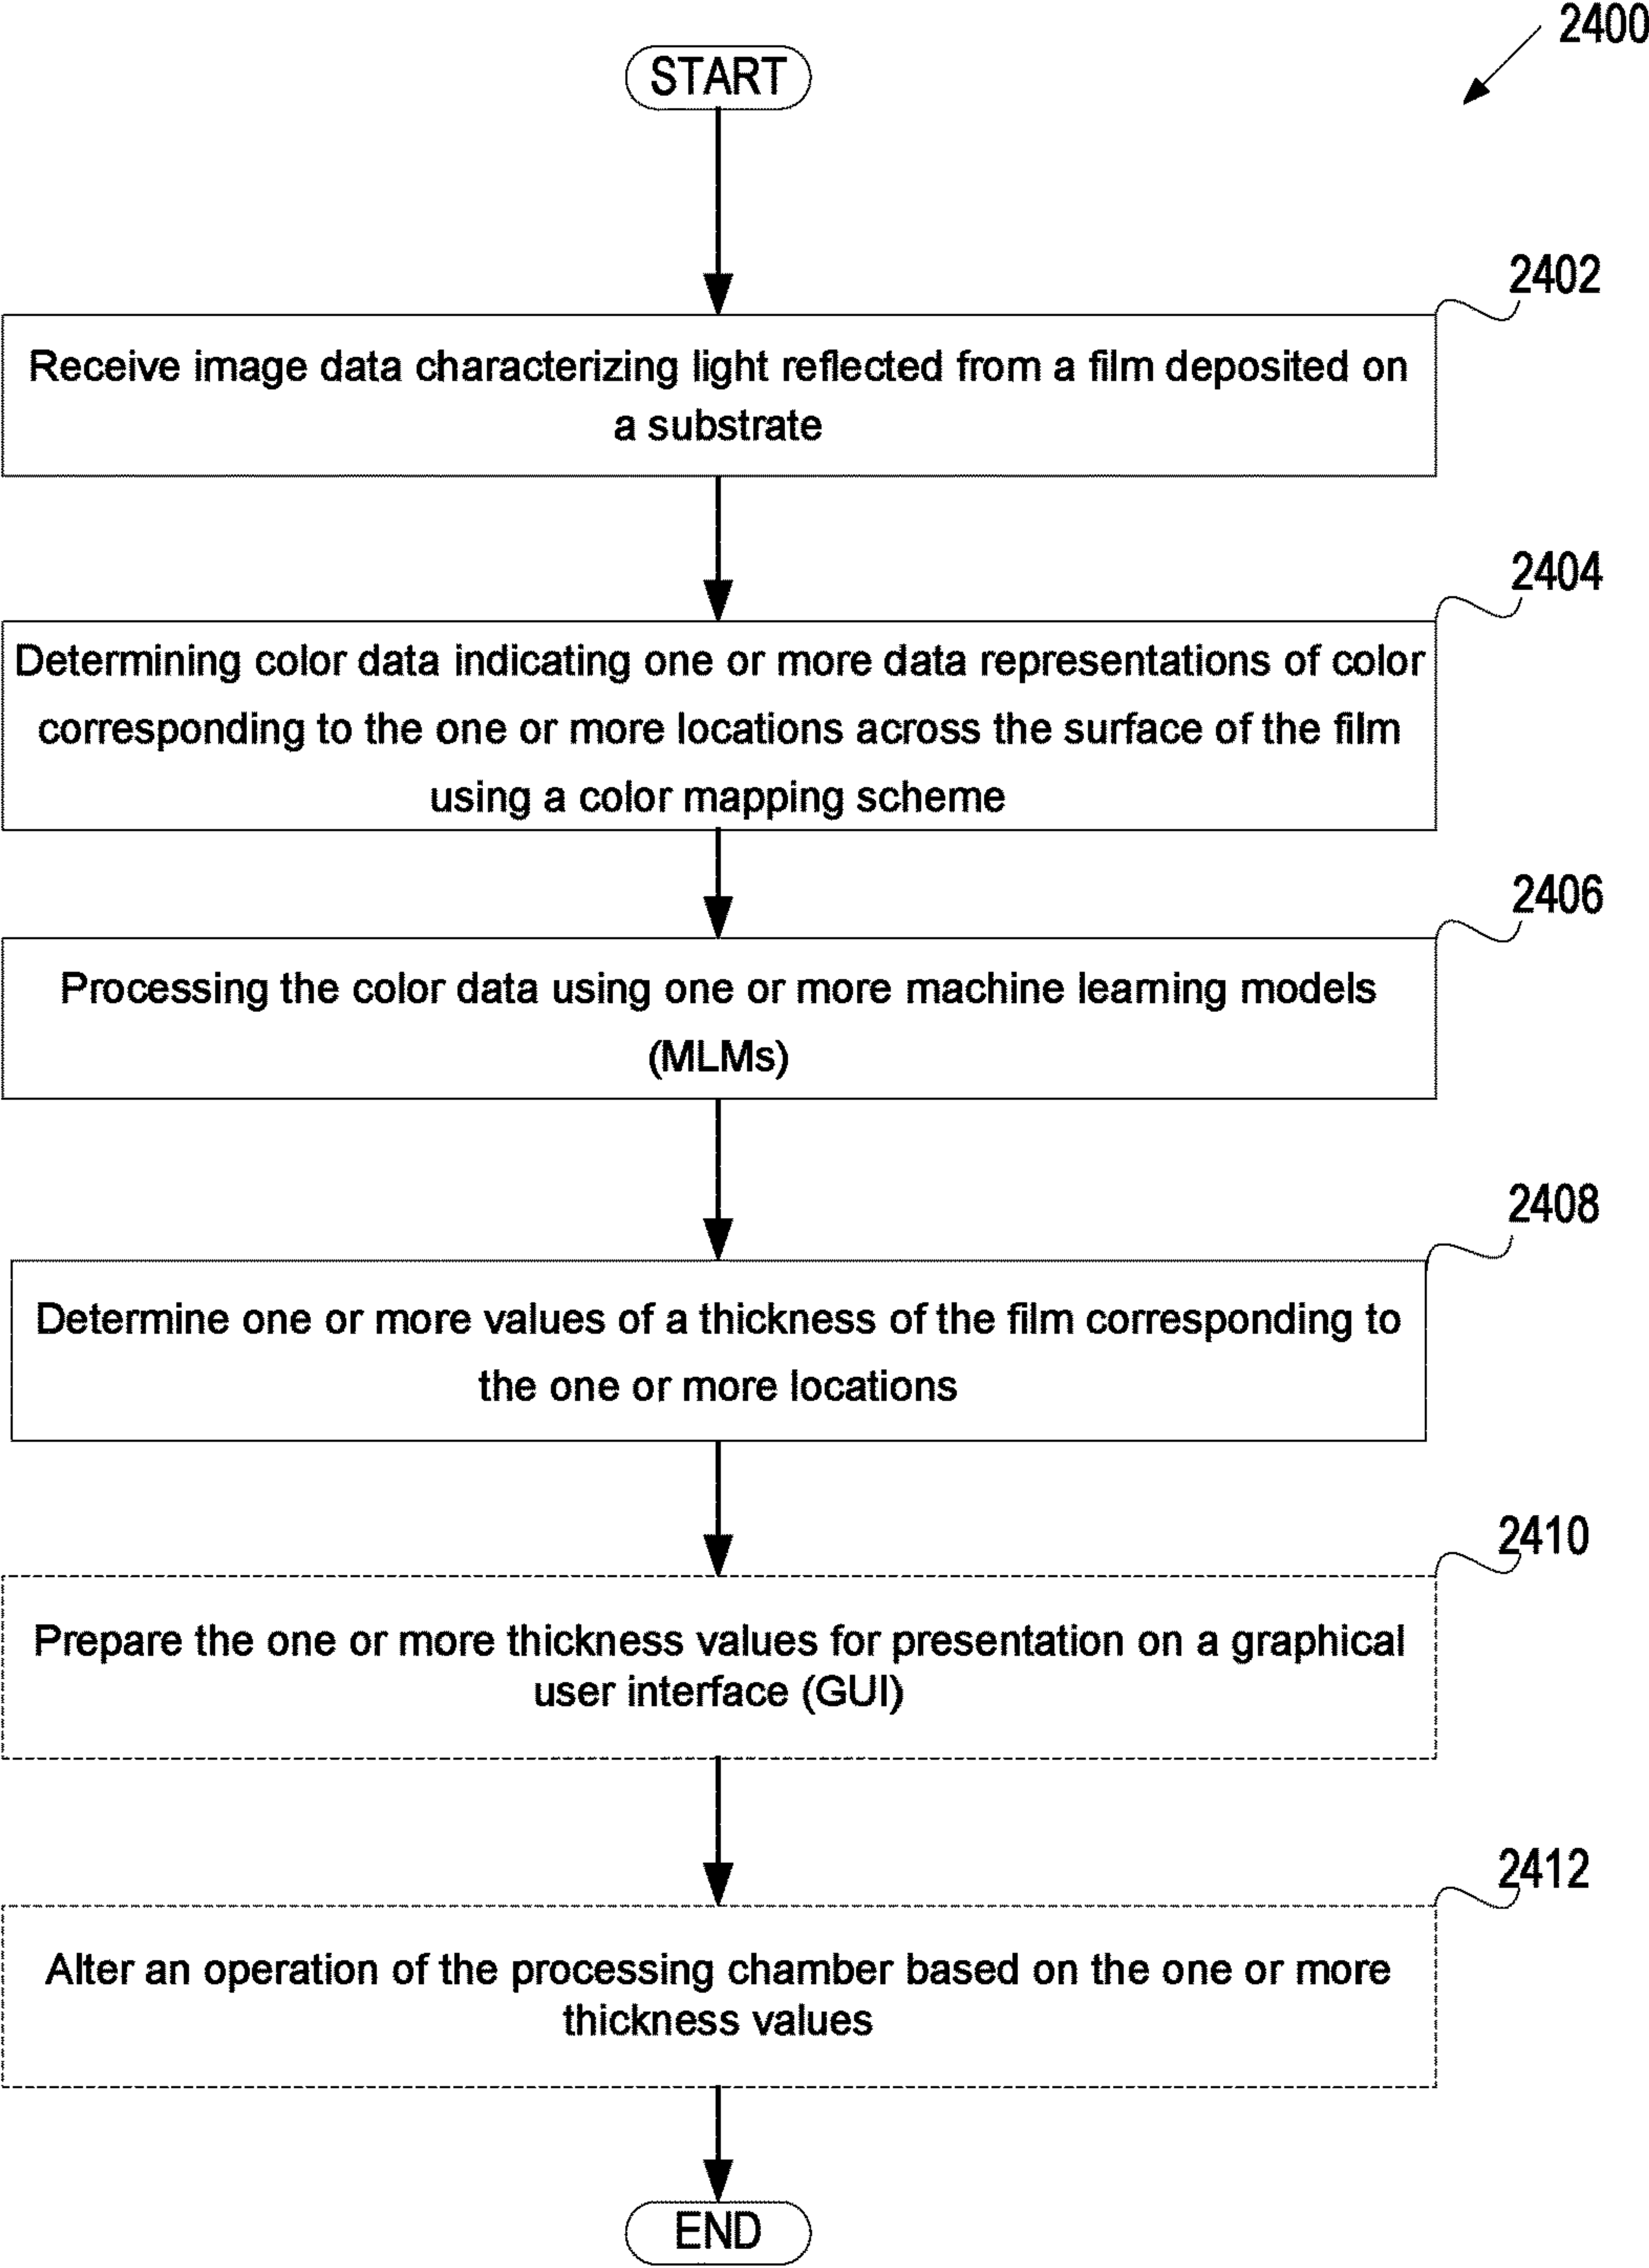 2400
START
2402
Receive image data characterizing light reflected from a film deposited on
a substrate
2404
Determining color data indicating one or more data representations of color
corresponding to the one or more locations across the surface of the film
using a color mapping scheme
2406
Processing the color data using one or more machine learning models
(MLMs)
2408
Determine one or more values of a thickness of the film corresponding to
the one or more locations
2410
Prepare the one or more thickness values for presentation on a graphical
user interface (GUI)
2412
Alter an operation of the processing chamber based on the one or more
thickness values
END